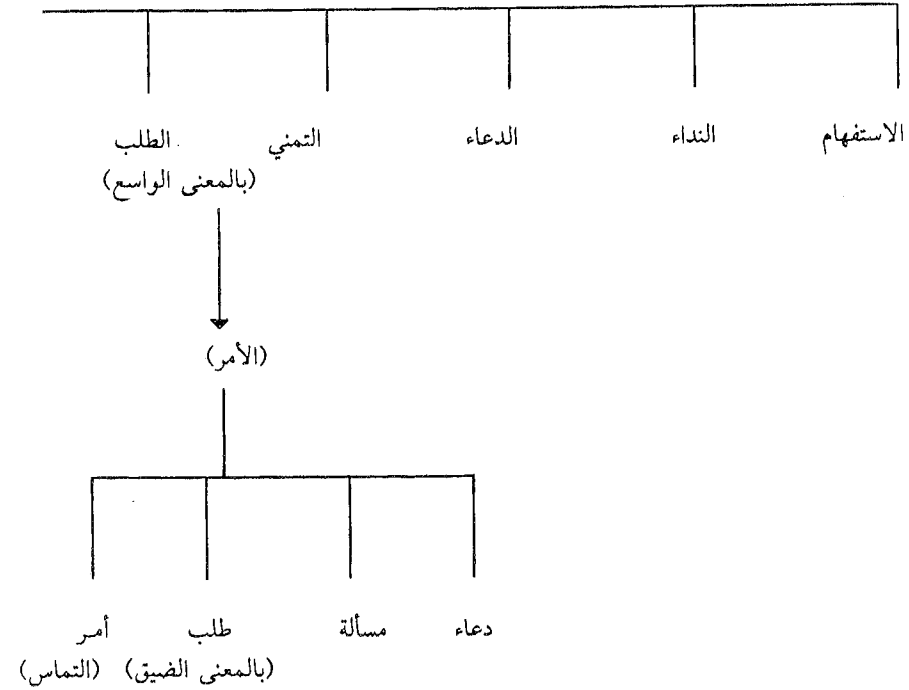 الاستفهام النداء الدعاء التمني الطلب
(بالمعنى الواسع)
(الأمر)
دعاء مسألة طلب أمر
(بالمعنى الضيق) (التماس)